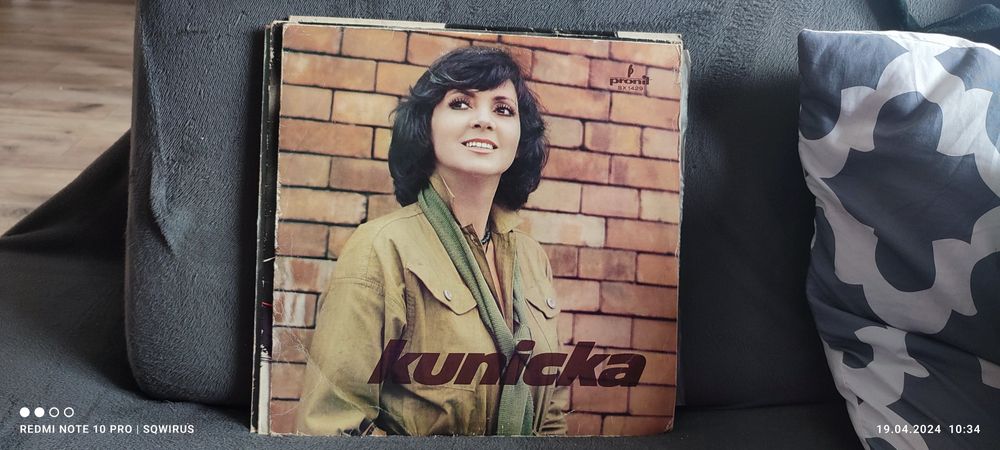 pronit
SX 1429
kunicka
REDMI NOTE 10 PRO | SQWIRUS
19.04.2024 10:34